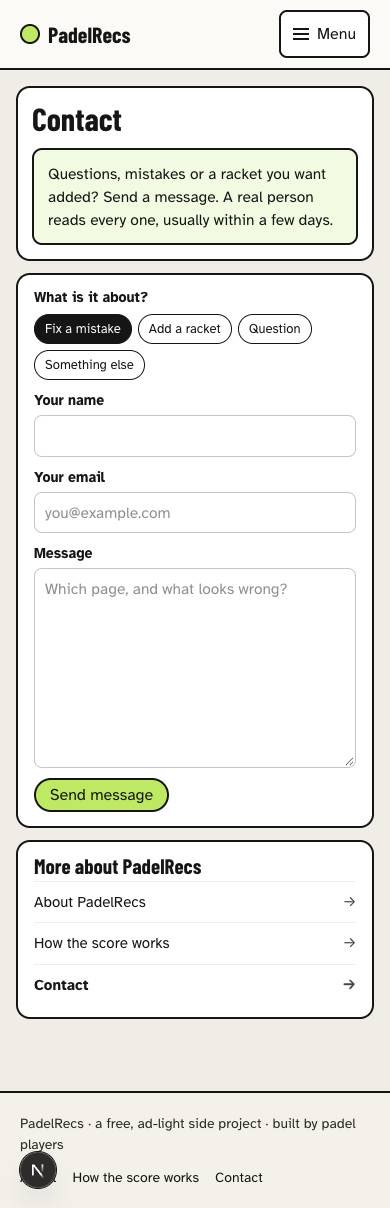 PadelRecs
Menu
Contact
Questions, mistakes or a racket you want
added? Send a message. A real person
reads every one, usually within a few days.
What is it about?
Fix a mistake
Add a racket
Question
Something else
Your name
Your email
you@example.com
Message
Which page, and what looks wrong?
Send message
More about PadelRecs
About PadelRecs →
How the score works →
Contact →
PadelRecs · a free, ad-light side project · built by padel
players
N
How the score works
Contact